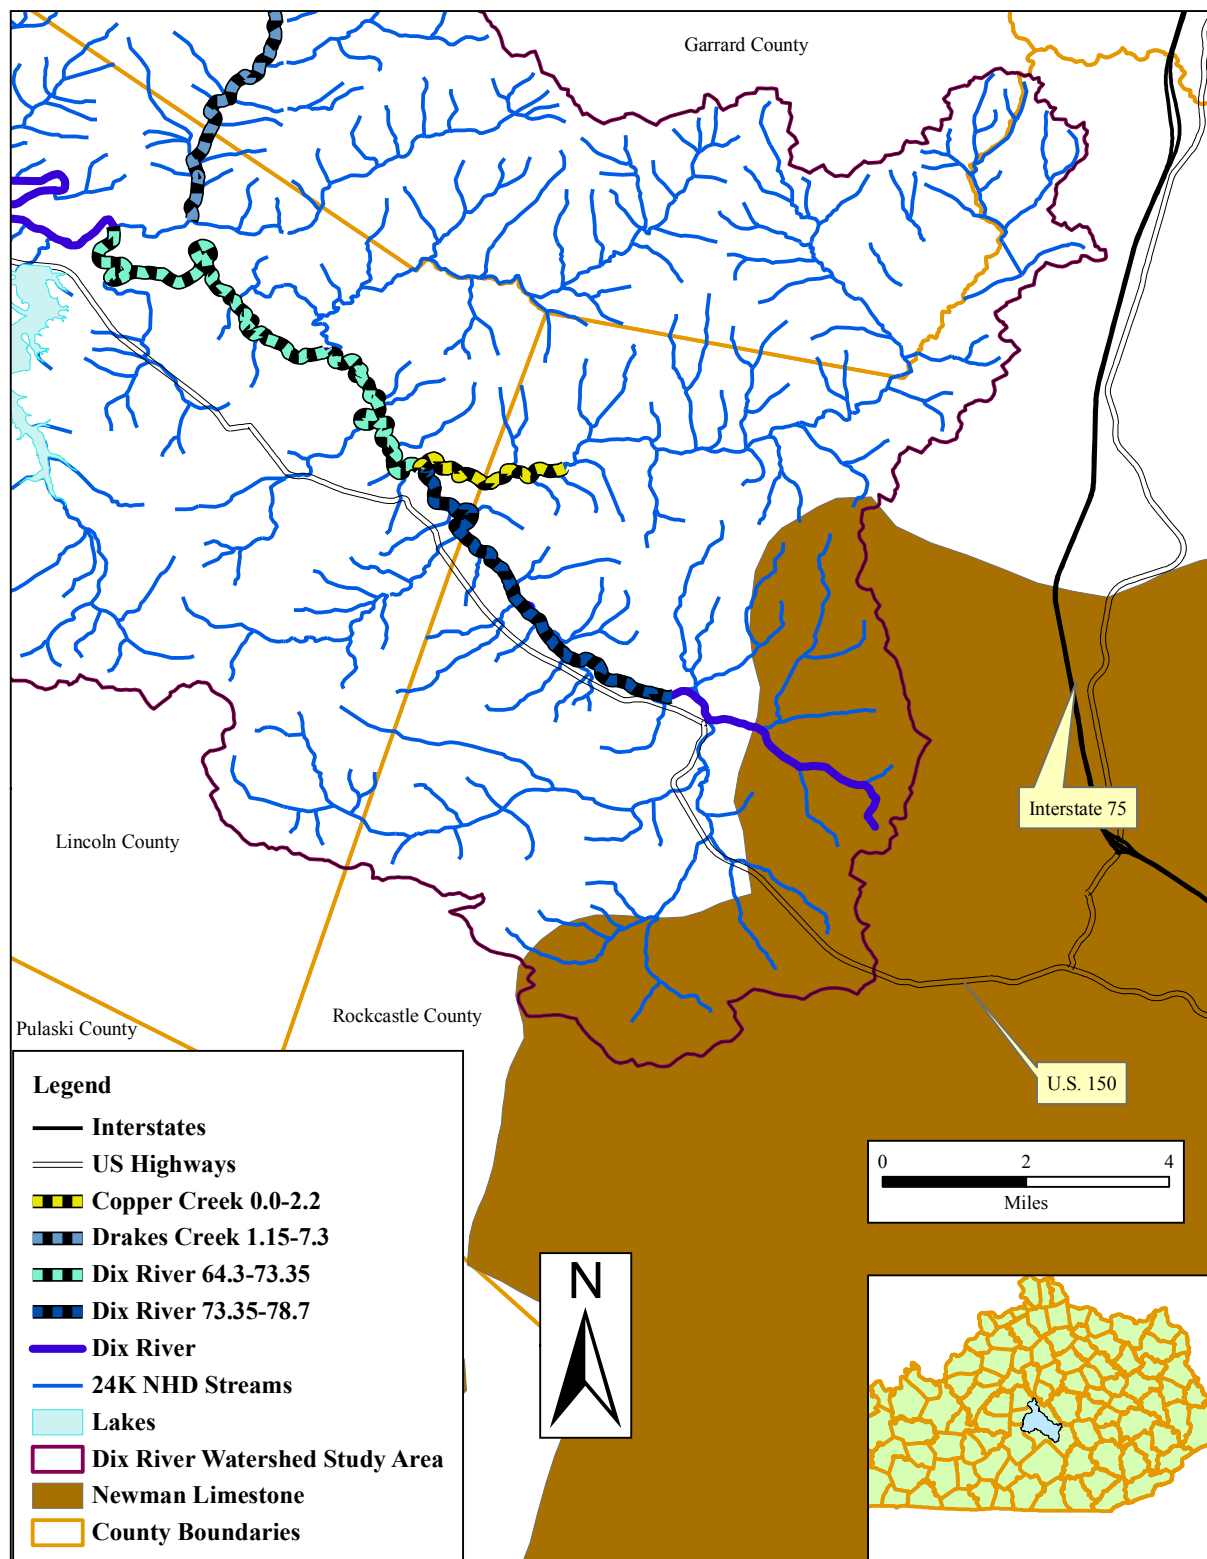 Garrard County
Interstate 75
Lincoln County
Rockcastle County
Pulaski County
U.S. 150
Legend
Interstates
US Highways
Copper Creek 0.0-2.2
Drakes Creek 1.15-7.3
Dix River 64.3-73.35
Dix River 73.35-78.7
Dix River
24K NHD Streams
Lakes
Dix River Watershed Study Area
Newman Limestone
County Boundaries
0 2 4
Miles
N